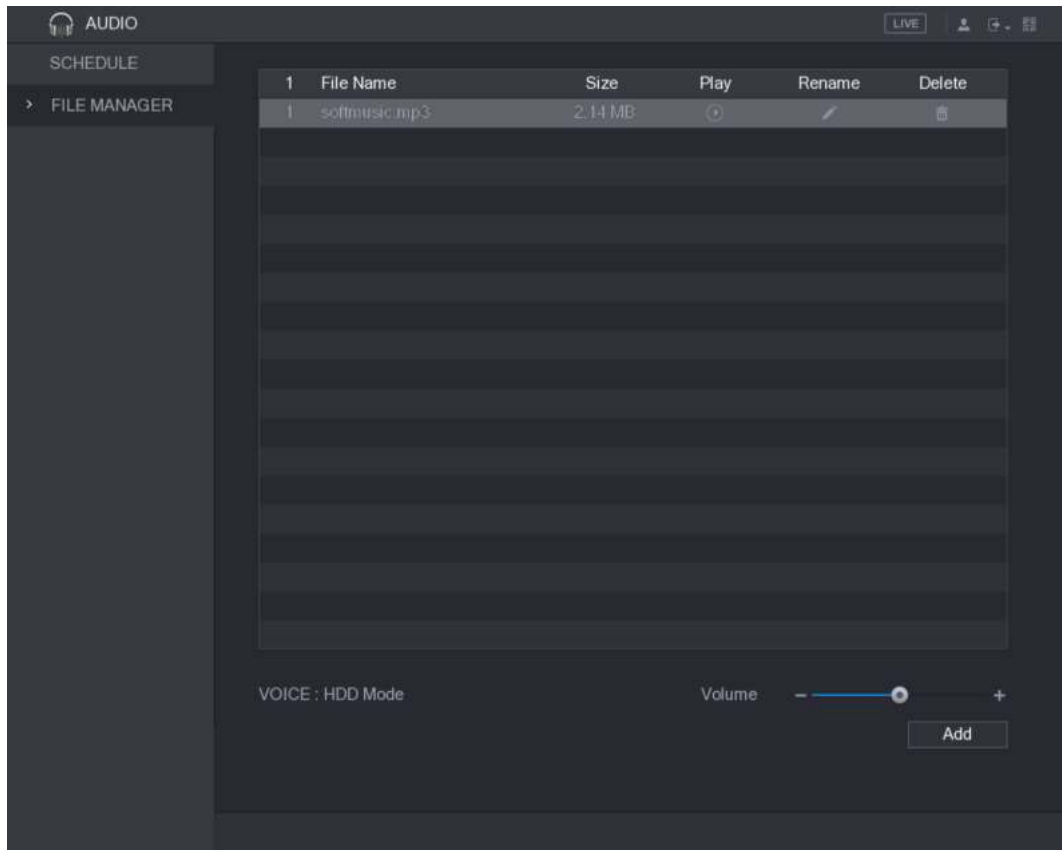 AUDIO LIVE
SCHEDULE
FILE MANAGER
1 File Name Size Play Rename Delete
1 softmusic.mp3 2.14 MB
VOICE : HDD Mode Volume
Add